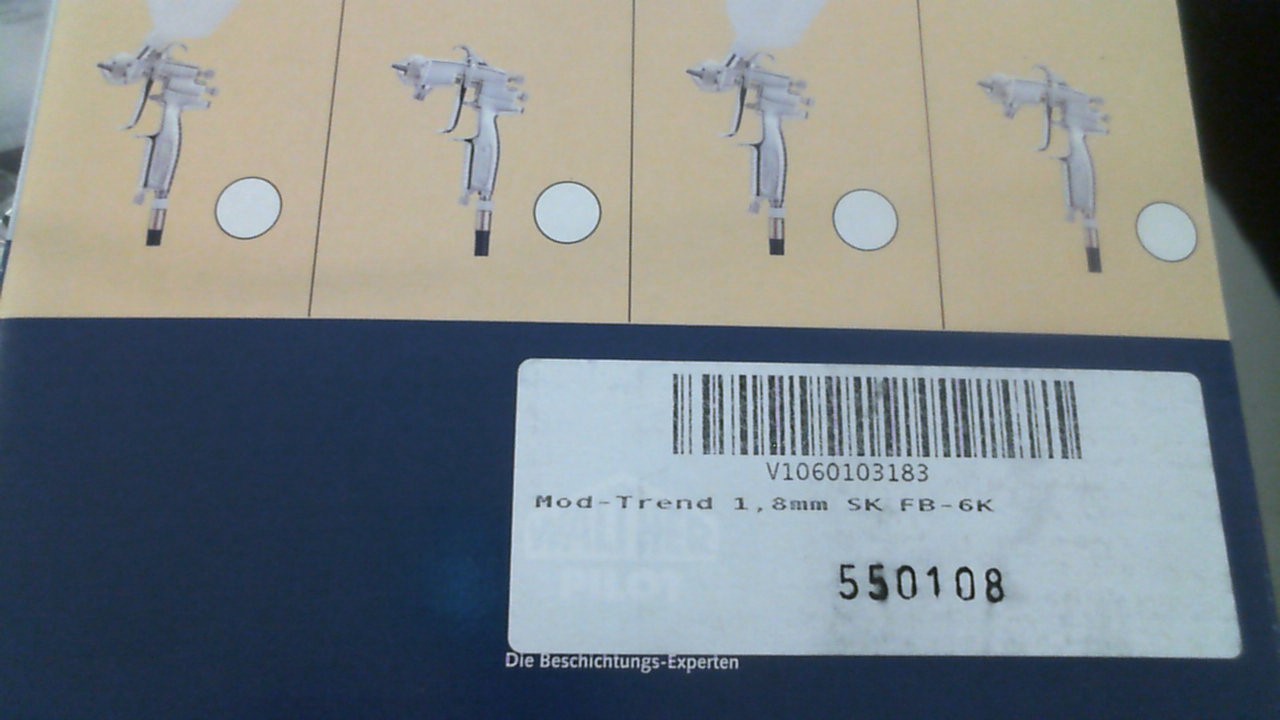 V1060103183
Mod-Trend 1,8mm SK FB-6K
550108
Die Beschichtungs-Experten